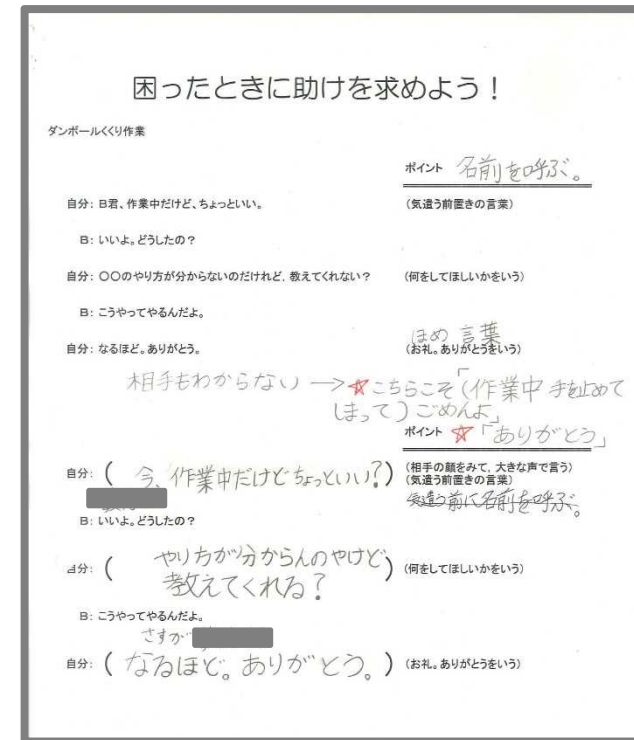 困ったときに助けを求めよう！
ダンボールくくり作業
ポイント 名前を呼ぶ。
自分: B君、作業中だけど、ちょっといい。 (気遣う前置きの言葉)
B: いいよ。どうしたの？
自分: 〇〇のやり方が分からないのだけれど、教えてくれない？ (何をしてほしいかをいう)
B: こうやってやるんだよ。
ほめ 言葉
自分: なるほど。ありがとう。 (お礼。ありがとうをいう)
相手もわからない → ☆こちらこそ「(作業中 手を止めて
しまって)ごめんよ」
ポイント ☆「ありがとう」
自分: ( 今、作業中だけどちょっといい？) (相手の顔をみて、大きな声で言う)
(気遣う前置きの言葉)
気遣う前に名前を呼ぶ。
B: いいよ。どうしたの？
自分: ( やり方が分からんのやけど
教えてくれる？ ) (何をしてほしいかをいう)
B: こうやってやるんだよ。
さすが
自分: ( なるほど。ありがとう。 ) (お礼。ありがとうをいう)